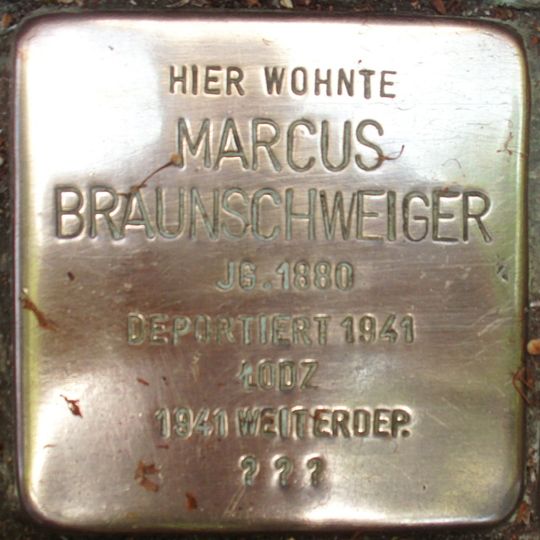 HIER WOHNTE
MARCUS
BRAUNSCHWEIGER
JG.1880
DEPORTIERT 1941
LODZ
1941 WEITERDEP.
? ? ?